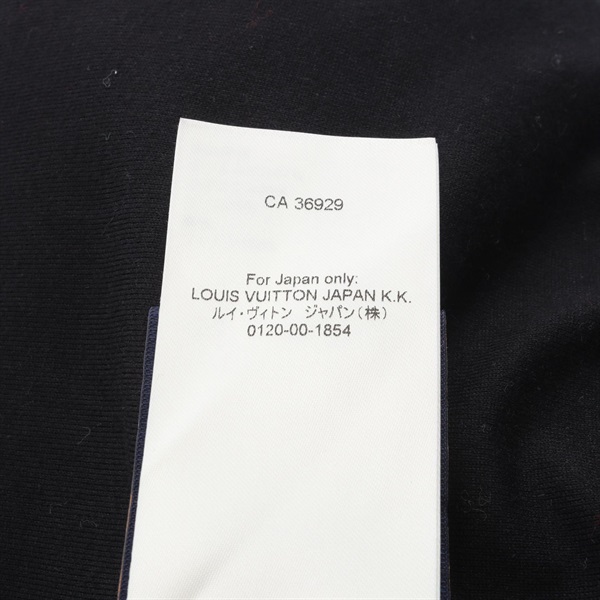 CA 36929
For Japan only:
LOUIS VUITTON JAPAN K.K.
ルイ・ヴィトン ジャパン(株)
0120-00-1854